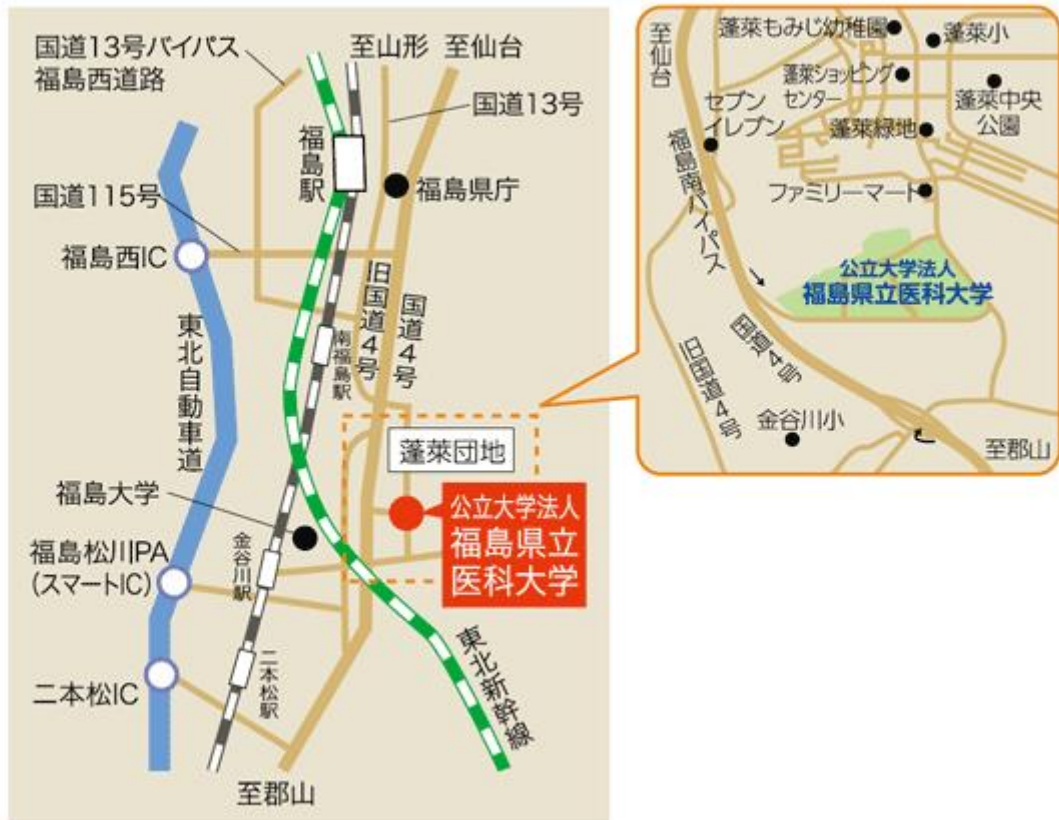 国道13号バイパス
福島西道路
至山形
至仙台
国道13号
福島駅
福島県庁
国道115号
福島西IC
旧国道4号
国道4号
東北自動車道
南福島駅
蓬萊団地
福島大学
公立大学法人
福島県立
医科大学
福島松川PA
(スマートIC)
金谷川駅
二本松駅
二本松IC
東北新幹線
至郡山
至仙台
蓬莱もみじ幼稚園
蓬莱小
蓬莱ショッピング
センター
蓬莱中央
公園
セブン
イレブン
蓬莱緑地
福島南バイパス
ファミリーマート
公立大学法人
福島県立医科大学
国道4号
旧国道4号
金谷川小
至郡山